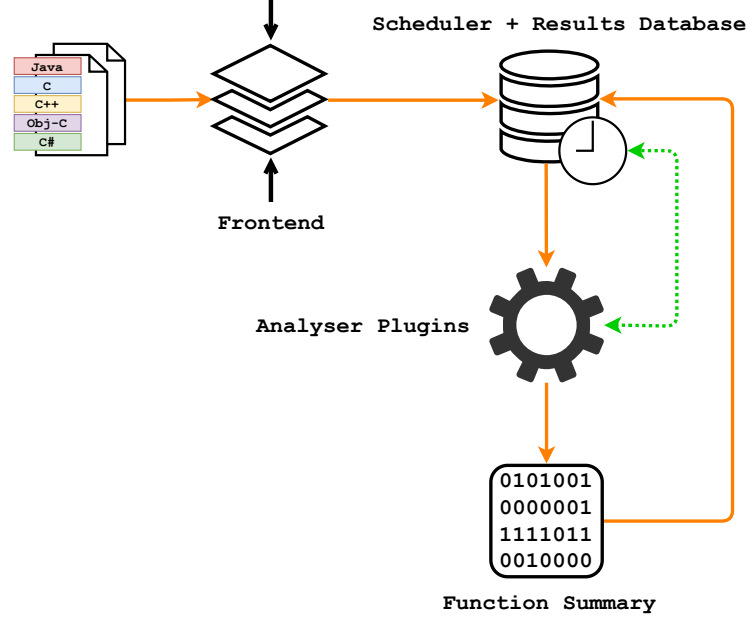 Scheduler + Results Database
Java
C
C++
Obj-C
C#
Frontend
Analyser Plugins
0101001
0000001
1111011
0010000
Function Summary